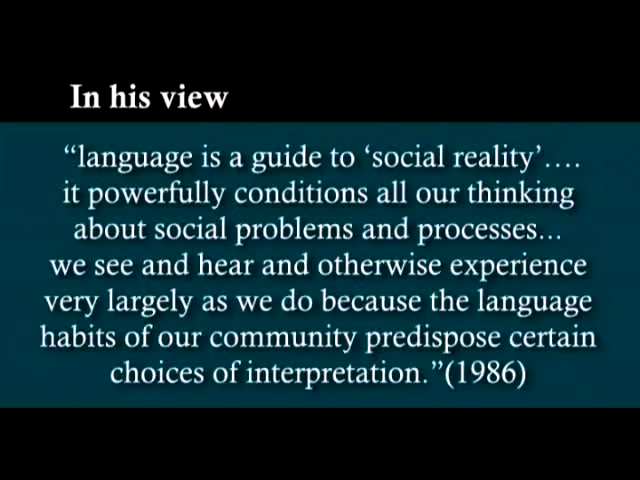 In his view
“language is a guide to ‘social reality’....
it powerfully conditions all our thinking
about social problems and processes...
we see and hear and otherwise experience
very largely as we do because the language
habits of our community predispose certain
choices of interpretation.”(1986)